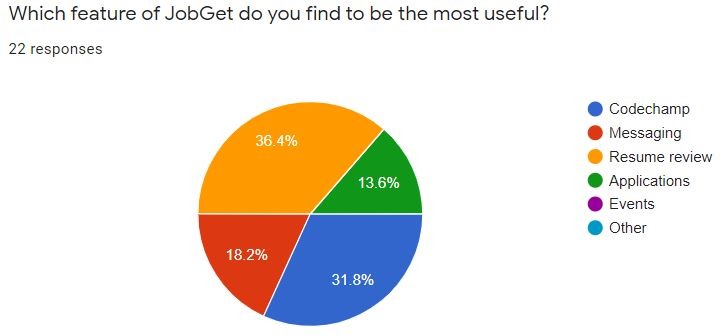 Which feature of JobGet do you find to be the most useful?
22 responses
36.4%
13.6%
18.2%
31.8%
Codechamp
Messaging
Resume review
Applications
Events
Other